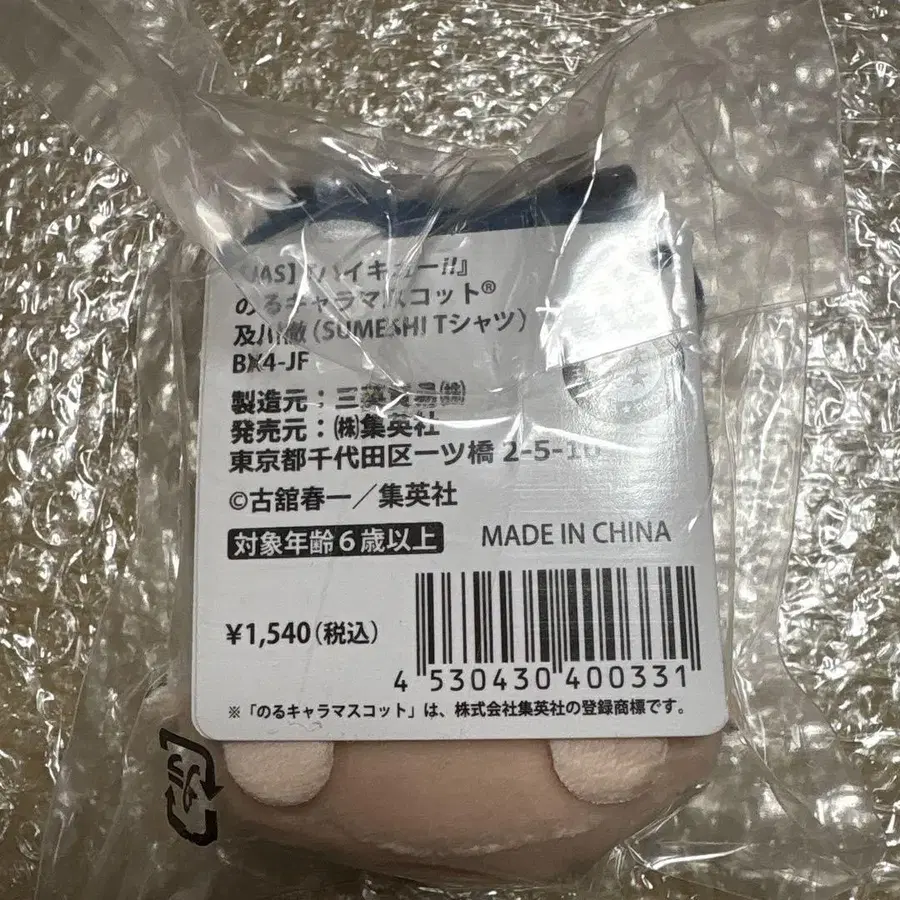 [JAS]『ハイキュー!!』
のるキャラマスコット®
及川徹（SUMESHI Tシャツ）
BX4-JF
製造元：三英貿易㈱
発売元：㈱集英社
東京都千代田区一ツ橋 2-5-10
©古舘春一／集英社
対象年齢６歳以上
MADE IN CHINA
¥1,540（税込）
4 530430 400331
※「のるキャラマスコット」は、株式会社集英社の登録商標です。